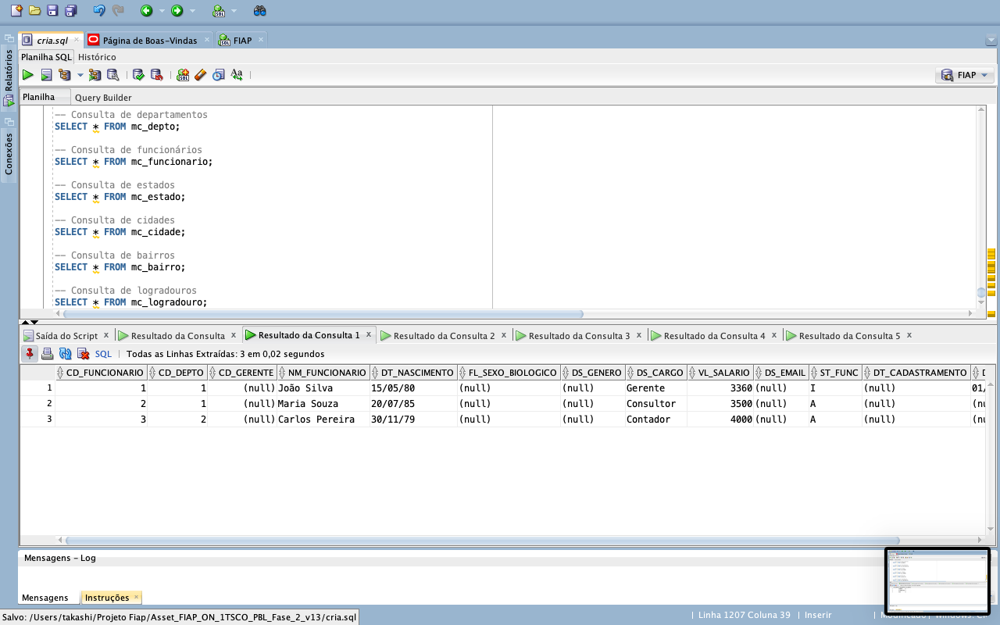 cria.sql × Página de Boas-Vindas × FIAP ×
Planilha SQL Histórico
FIAP
Planilha Query Builder
Relatórios
Conexões
-- Consulta de departamentos
SELECT * FROM mc_depto;
-- Consulta de funcionários
SELECT * FROM mc_funcionario;
-- Consulta de estados
SELECT * FROM mc_estado;
-- Consulta de cidades
SELECT * FROM mc_cidade;
-- Consulta de bairros
SELECT * FROM mc_bairro;
-- Consulta de logradouros
SELECT * FROM mc_logradouro;
Saída do Script × Resultado da Consulta × Resultado da Consulta 1 × Resultado da Consulta 2 × Resultado da Consulta 3 × Resultado da Consulta 4 × Resultado da Consulta 5 ×
SQL | Todas as Linhas Extraídas: 3 em 0,02 segundos
CD_FUNCIONARIO CD_DEPTO CD_GERENTE NM_FUNCIONARIO DT_NASCIMENTO FL_SEXO_BIOLOGICO DS_GENERO DS_CARGO VL_SALARIO DS_EMAIL ST_FUNC DT_CADASTRAMENTO D
1 1 1 (null) João Silva 15/05/80 (null) (null) Gerente 3360 (null) I (null) 01/
2 2 1 (null) Maria Souza 20/07/85 (null) (null) Consultor 3500 (null) A (null) (nu
3 3 2 (null) Carlos Pereira 30/11/79 (null) (null) Contador 4000 (null) A (null) (nu
Mensagens - Log
Mensagens Instruções ×
Salvo: /Users/takashi/Projeto Fiap/Asset_FIAP_ON_1TSCO_PBL_Fase_2_v13/cria.sql
| Linha 1207 Coluna 39 | Inserir | Modificado | Windows: CR